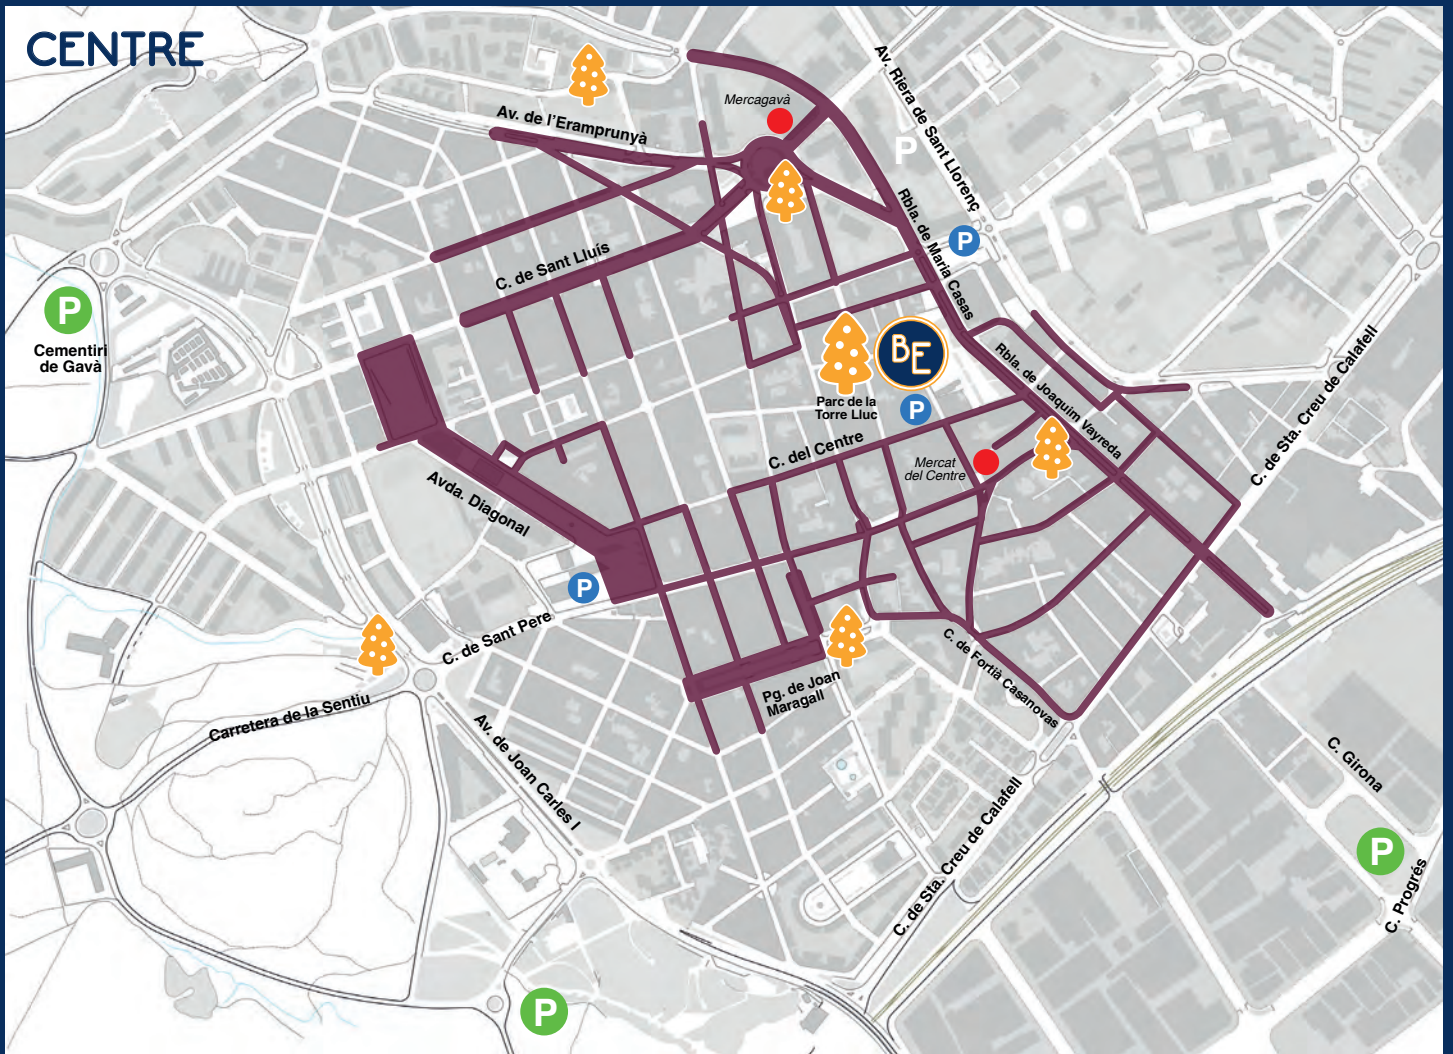 CENTRE
Av. Riera de Sant Llorenç
Mercagavà
Av. de l'Eramprunyà
P
Rbla. de Maria Casas
P
C. de Sant Lluís
P
Cementiri
de Gavà
BE
Rbla. de Joaquim Vayreda
C. de Sta. Creu de Calafell
Parc de la
Torre Lluc
P
C. del Centre
Mercat
del Centre
Avda. Diagonal
P
C. de Sant Pere
C. de Fortià Casanovas
Pg. de Joan
Maragall
Carretera de la Sentiu
Av. de Joan Carles I
C. Girona
C. de Sta. Creu de Calafell
P
C. Progrés
P